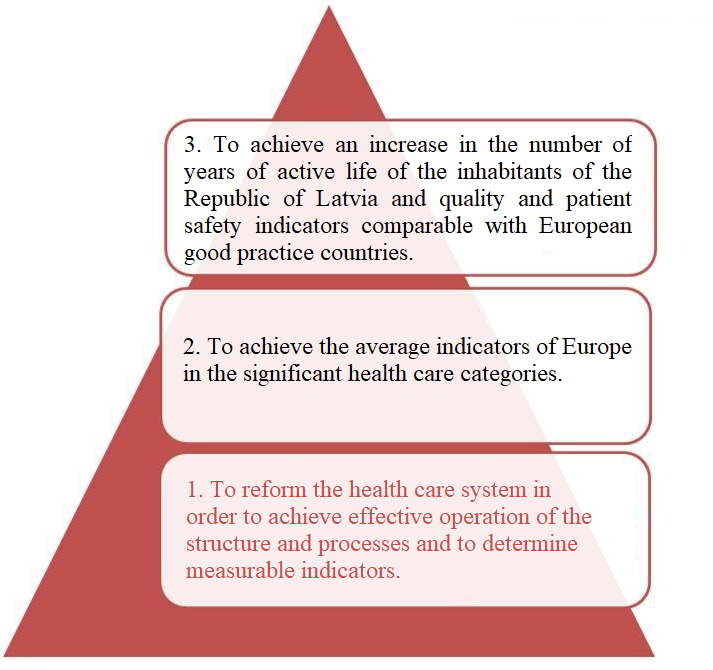 3. To achieve an increase in the number of
years of active life of the inhabitants of the
Republic of Latvia and quality and patient
safety indicators comparable with European
good practice countries.
2. To achieve the average indicators of Europe
in the significant health care categories.
1. To reform the health care system in
order to achieve effective operation of the
structure and processes and to determine
measurable indicators.